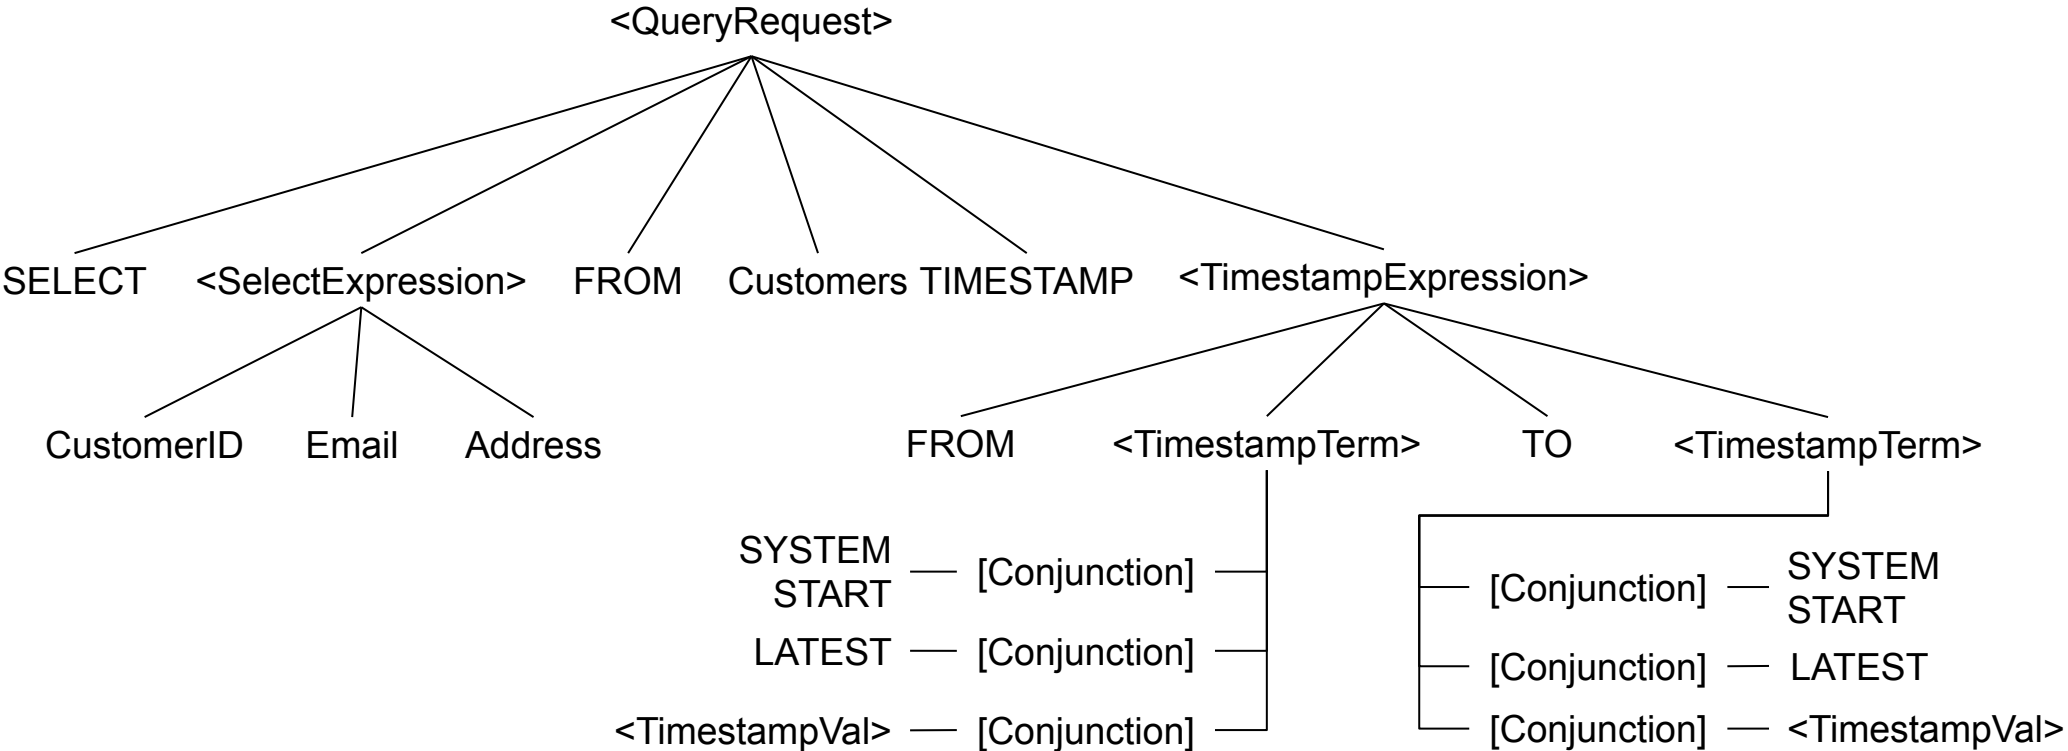 <QueryRequest>
SELECT <SelectExpression> FROM Customers TIMESTAMP <TimestampExpression>
CustomerID Email Address FROM <TimestampTerm> TO <TimestampTerm>
SYSTEM
START
[Conjunction]
LATEST [Conjunction]
<TimestampVal> [Conjunction]
[Conjunction]
SYSTEM
START
[Conjunction] LATEST
[Conjunction] <TimestampVal>